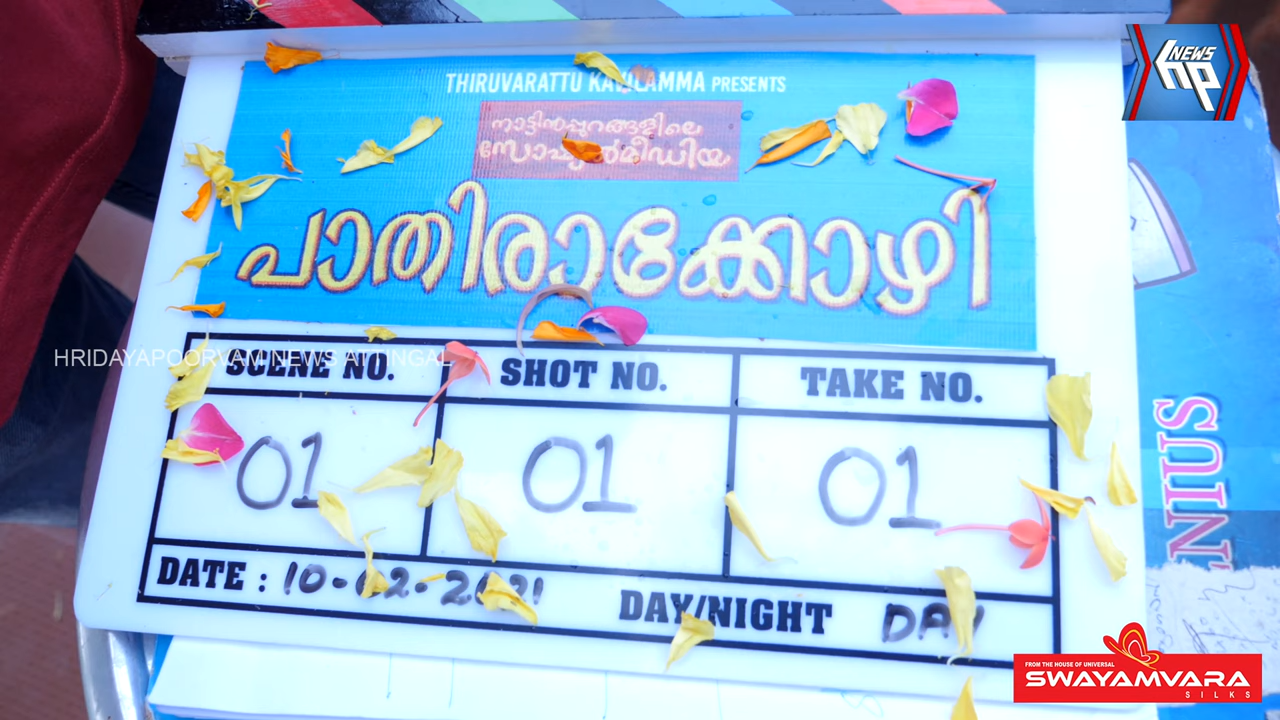 THIRUVARATTU KAVILAMMA PRESENTS
നാട്ടിൻപ്പുറങ്ങളിലെ
സോഷ്യൽമീഡിയ
പാതിരാക്കോഴി
NEWS
hp
HRIDAYAPOORVAM NEWS ATTINGAL
SCENE NO. SHOT NO. TAKE NO.
01 01 01
DATE : 10-02-2021 DAY/NIGHT DAY
NIUS
FROM THE HOUSE OF UNIVERSAL
SWAYAMVARA
SILKS